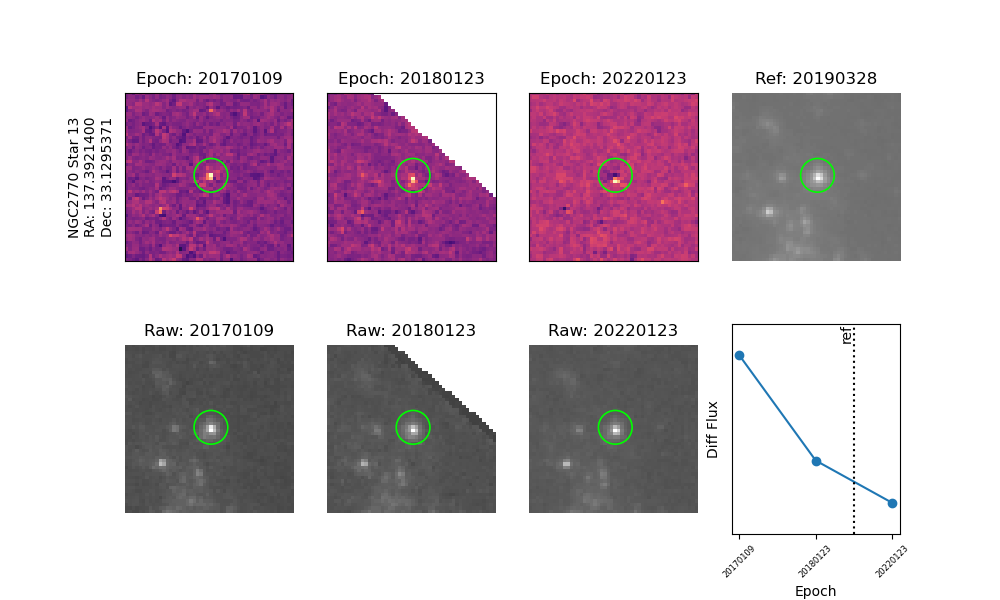 Epoch: 20170109
Epoch: 20180123
Epoch: 20220123
Ref: 20190328
NGC2770 Star 13
RA: 137.3921400
Dec: 33.1295371
Raw: 20170109
Raw: 20180123
Raw: 20220123
ref
Diff Flux
20170109
20180123
20220123
Epoch